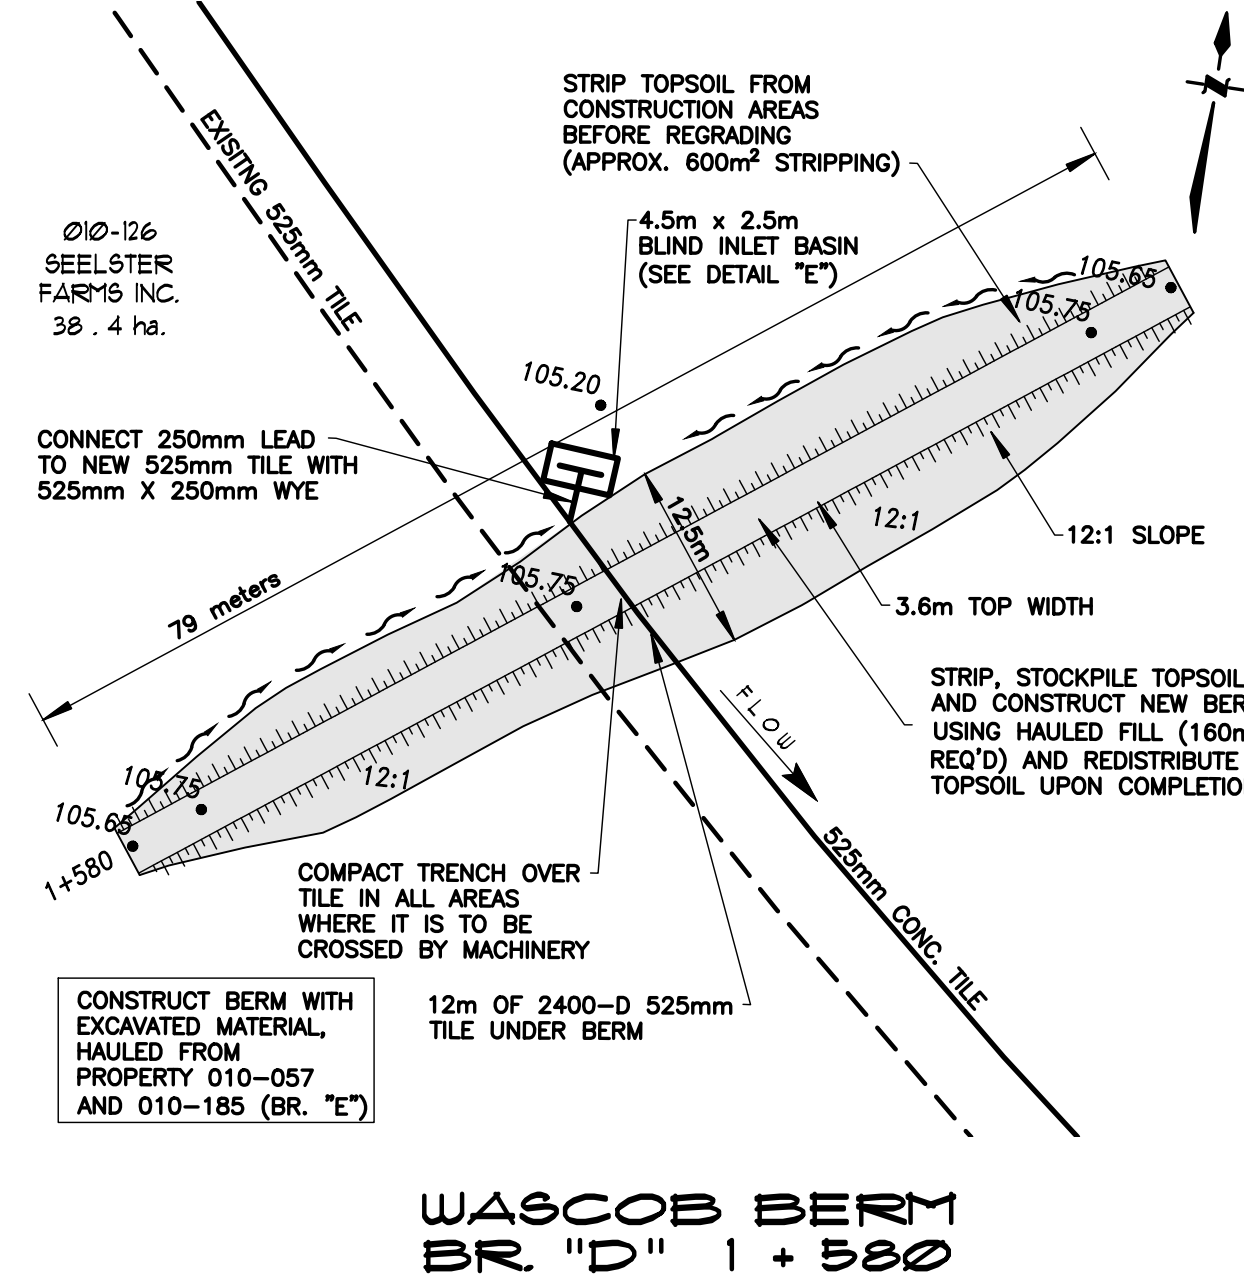 STRIP TOPSOIL FROM
CONSTRUCTION AREAS
BEFORE REGRADING
(APPROX. 600m² STRIPPING)
EXISITNG 525mm TILE
Ø1Ø-126
SEELSTER
FARMS INC.
38 . 4 ha.
4.5m x 2.5m
BLIND INLET BASIN
(SEE DETAIL "E")
105.65
105.75
105.20
CONNECT 250mm LEAD
TO NEW 525mm TILE WITH
525mm X 250mm WYE
12.5m
12:1
12:1 SLOPE
105.75
79 meters
3.6m TOP WIDTH
STRIP, STOCKPILE TOPSOIL
AND CONSTRUCT NEW BER
USING HAULED FILL (160m
REQ'D) AND REDISTRIBUTE
TOPSOIL UPON COMPLETIO
FLOW
105.75
12:1
105.65
1+580
525mm CONC. TILE
COMPACT TRENCH OVER
TILE IN ALL AREAS
WHERE IT IS TO BE
CROSSED BY MACHINERY
CONSTRUCT BERM WITH
EXCAVATED MATERIAL,
HAULED FROM
PROPERTY 010-057
AND 010-185 (BR. "E")
12m OF 2400-D 525mm
TILE UNDER BERM
WASCOB BERM
BR. "D" 1 + 58Ø